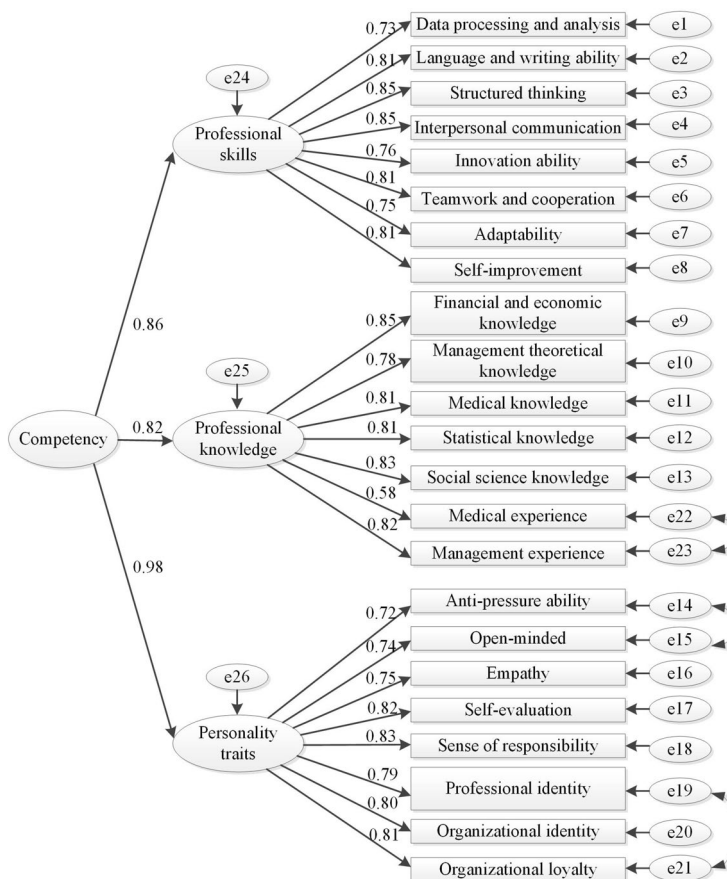 0.73
Data processing and analysis
e1
0.81
Language and writing ability
e2
e24
0.85
Structured thinking
e3
Professional
skills
0.85
Interpersonal communication
e4
0.76
Innovation ability
e5
0.81
Teamwork and cooperation
e6
0.75
Adaptability
e7
0.81
Self-improvement
e8
0.86
0.85
Financial and economic
knowledge
e9
e25
0.78
Management theoretical
knowledge
e10
0.81
Medical knowledge
e11
Competency
0.82
Professional
knowledge
0.81
Statistical knowledge
e12
0.83
Social science knowledge
e13
0.58
Medical experience
e22
0.82
Management experience
e23
0.98
0.72
Anti-pressure ability
e14
0.74
Open-minded
e15
e26
0.75
Empathy
e16
0.82
Self-evaluation
e17
Personality
traits
0.83
Sense of responsibility
e18
0.79
Professional identity
e19
0.80
Organizational identity
e20
0.81
Organizational loyalty
e21